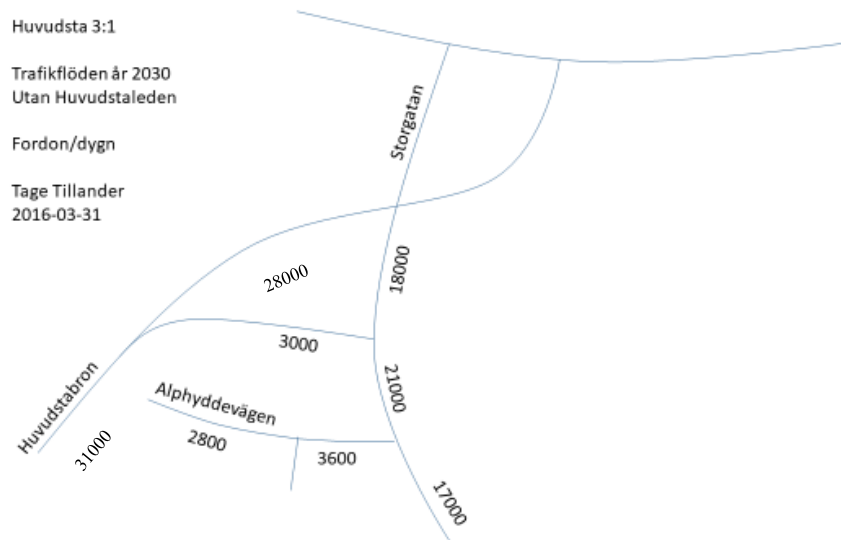 Huvudsta 3:1
Trafikflöden år 2030
Utan Huvudstaleden
Fordon/dygn
Tage Tillander
2016-03-31
Storgatan
18000
28000
3000
21000
Huvudstabron
31000
Alphyddevägen
2800
3600
17000